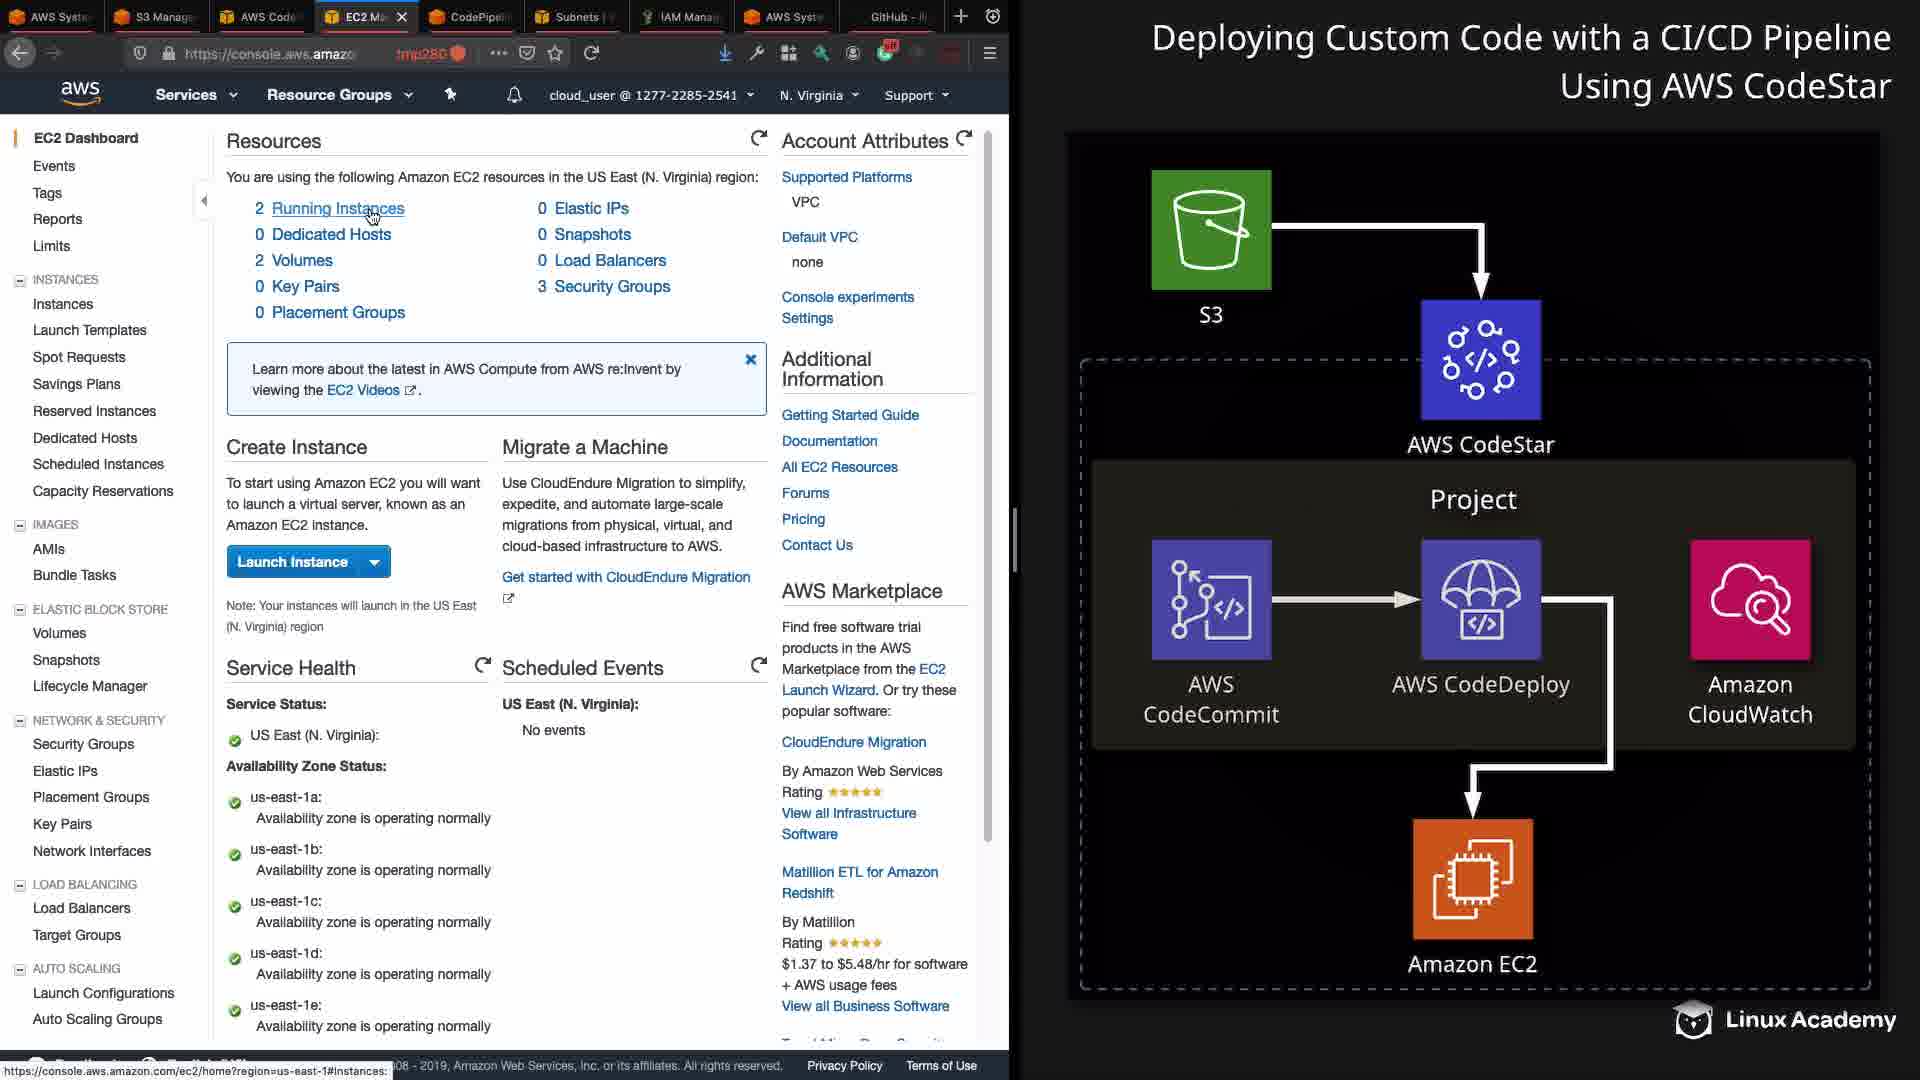 AWS Syste
S3 Manage
AWS Code
EC2 Ma
CodePipeli
Subnets | V
IAM Manag
AWS Syste
GitHub - li
https://console.aws.amazo
tmp280
off
aws
Services
Resource Groups
cloud_user @ 1277-2285-2541
N. Virginia
Support
EC2 Dashboard
Events
Tags
Reports
Limits
INSTANCES
Instances
Launch Templates
Spot Requests
Savings Plans
Reserved Instances
Dedicated Hosts
Scheduled Instances
Capacity Reservations
IMAGES
AMIs
Bundle Tasks
ELASTIC BLOCK STORE
Volumes
Snapshots
Lifecycle Manager
NETWORK & SECURITY
Security Groups
Elastic IPs
Placement Groups
Key Pairs
Network Interfaces
LOAD BALANCING
Load Balancers
Target Groups
AUTO SCALING
Launch Configurations
Auto Scaling Groups
Resources
You are using the following Amazon EC2 resources in the US East (N. Virginia) region:
2 Running Instances
0 Elastic IPs
0 Dedicated Hosts
0 Snapshots
2 Volumes
0 Load Balancers
0 Key Pairs
3 Security Groups
0 Placement Groups
Learn more about the latest in AWS Compute from AWS re:Invent by
viewing the EC2 Videos .
Create Instance
To start using Amazon EC2 you will want
to launch a virtual server, known as an
Amazon EC2 instance.
Launch Instance
Note: Your instances will launch in the US East
(N. Virginia) region
Migrate a Machine
Use CloudEndure Migration to simplify,
expedite, and automate large-scale
migrations from physical, virtual, and
cloud-based infrastructure to AWS.
Get started with CloudEndure Migration
Service Health
Service Status:
US East (N. Virginia):
Availability Zone Status:
us-east-1a:
Availability zone is operating normally
us-east-1b:
Availability zone is operating normally
us-east-1c:
Availability zone is operating normally
us-east-1d:
Availability zone is operating normally
us-east-1e:
Availability zone is operating normally
Scheduled Events
US East (N. Virginia):
No events
Account Attributes
Supported Platforms
VPC
Default VPC
none
Console experiments
Settings
Additional
Information
Getting Started Guide
Documentation
All EC2 Resources
Forums
Pricing
Contact Us
AWS Marketplace
Find free software trial
products in the AWS
Marketplace from the EC2
Launch Wizard. Or try these
popular software:
CloudEndure Migration
By Amazon Web Services
Rating
View all Infrastructure
Software
Matillion ETL for Amazon
Redshift
By Matillion
Rating
$1.37 to $5.48/hr for software
+ AWS usage fees
View all Business Software
08 - 2019, Amazon Web Services, Inc. or its affiliates. All rights reserved.
Privacy Policy
Terms of Use
https://console.aws.amazon.com/ec2/home?region=us-east-1#Instances:
Deploying Custom Code with a CI/CD Pipeline
Using AWS CodeStar
S3
AWS CodeStar
Project
AWS
CodeCommit
AWS CodeDeploy
Amazon
CloudWatch
Amazon EC2
Linux Academy